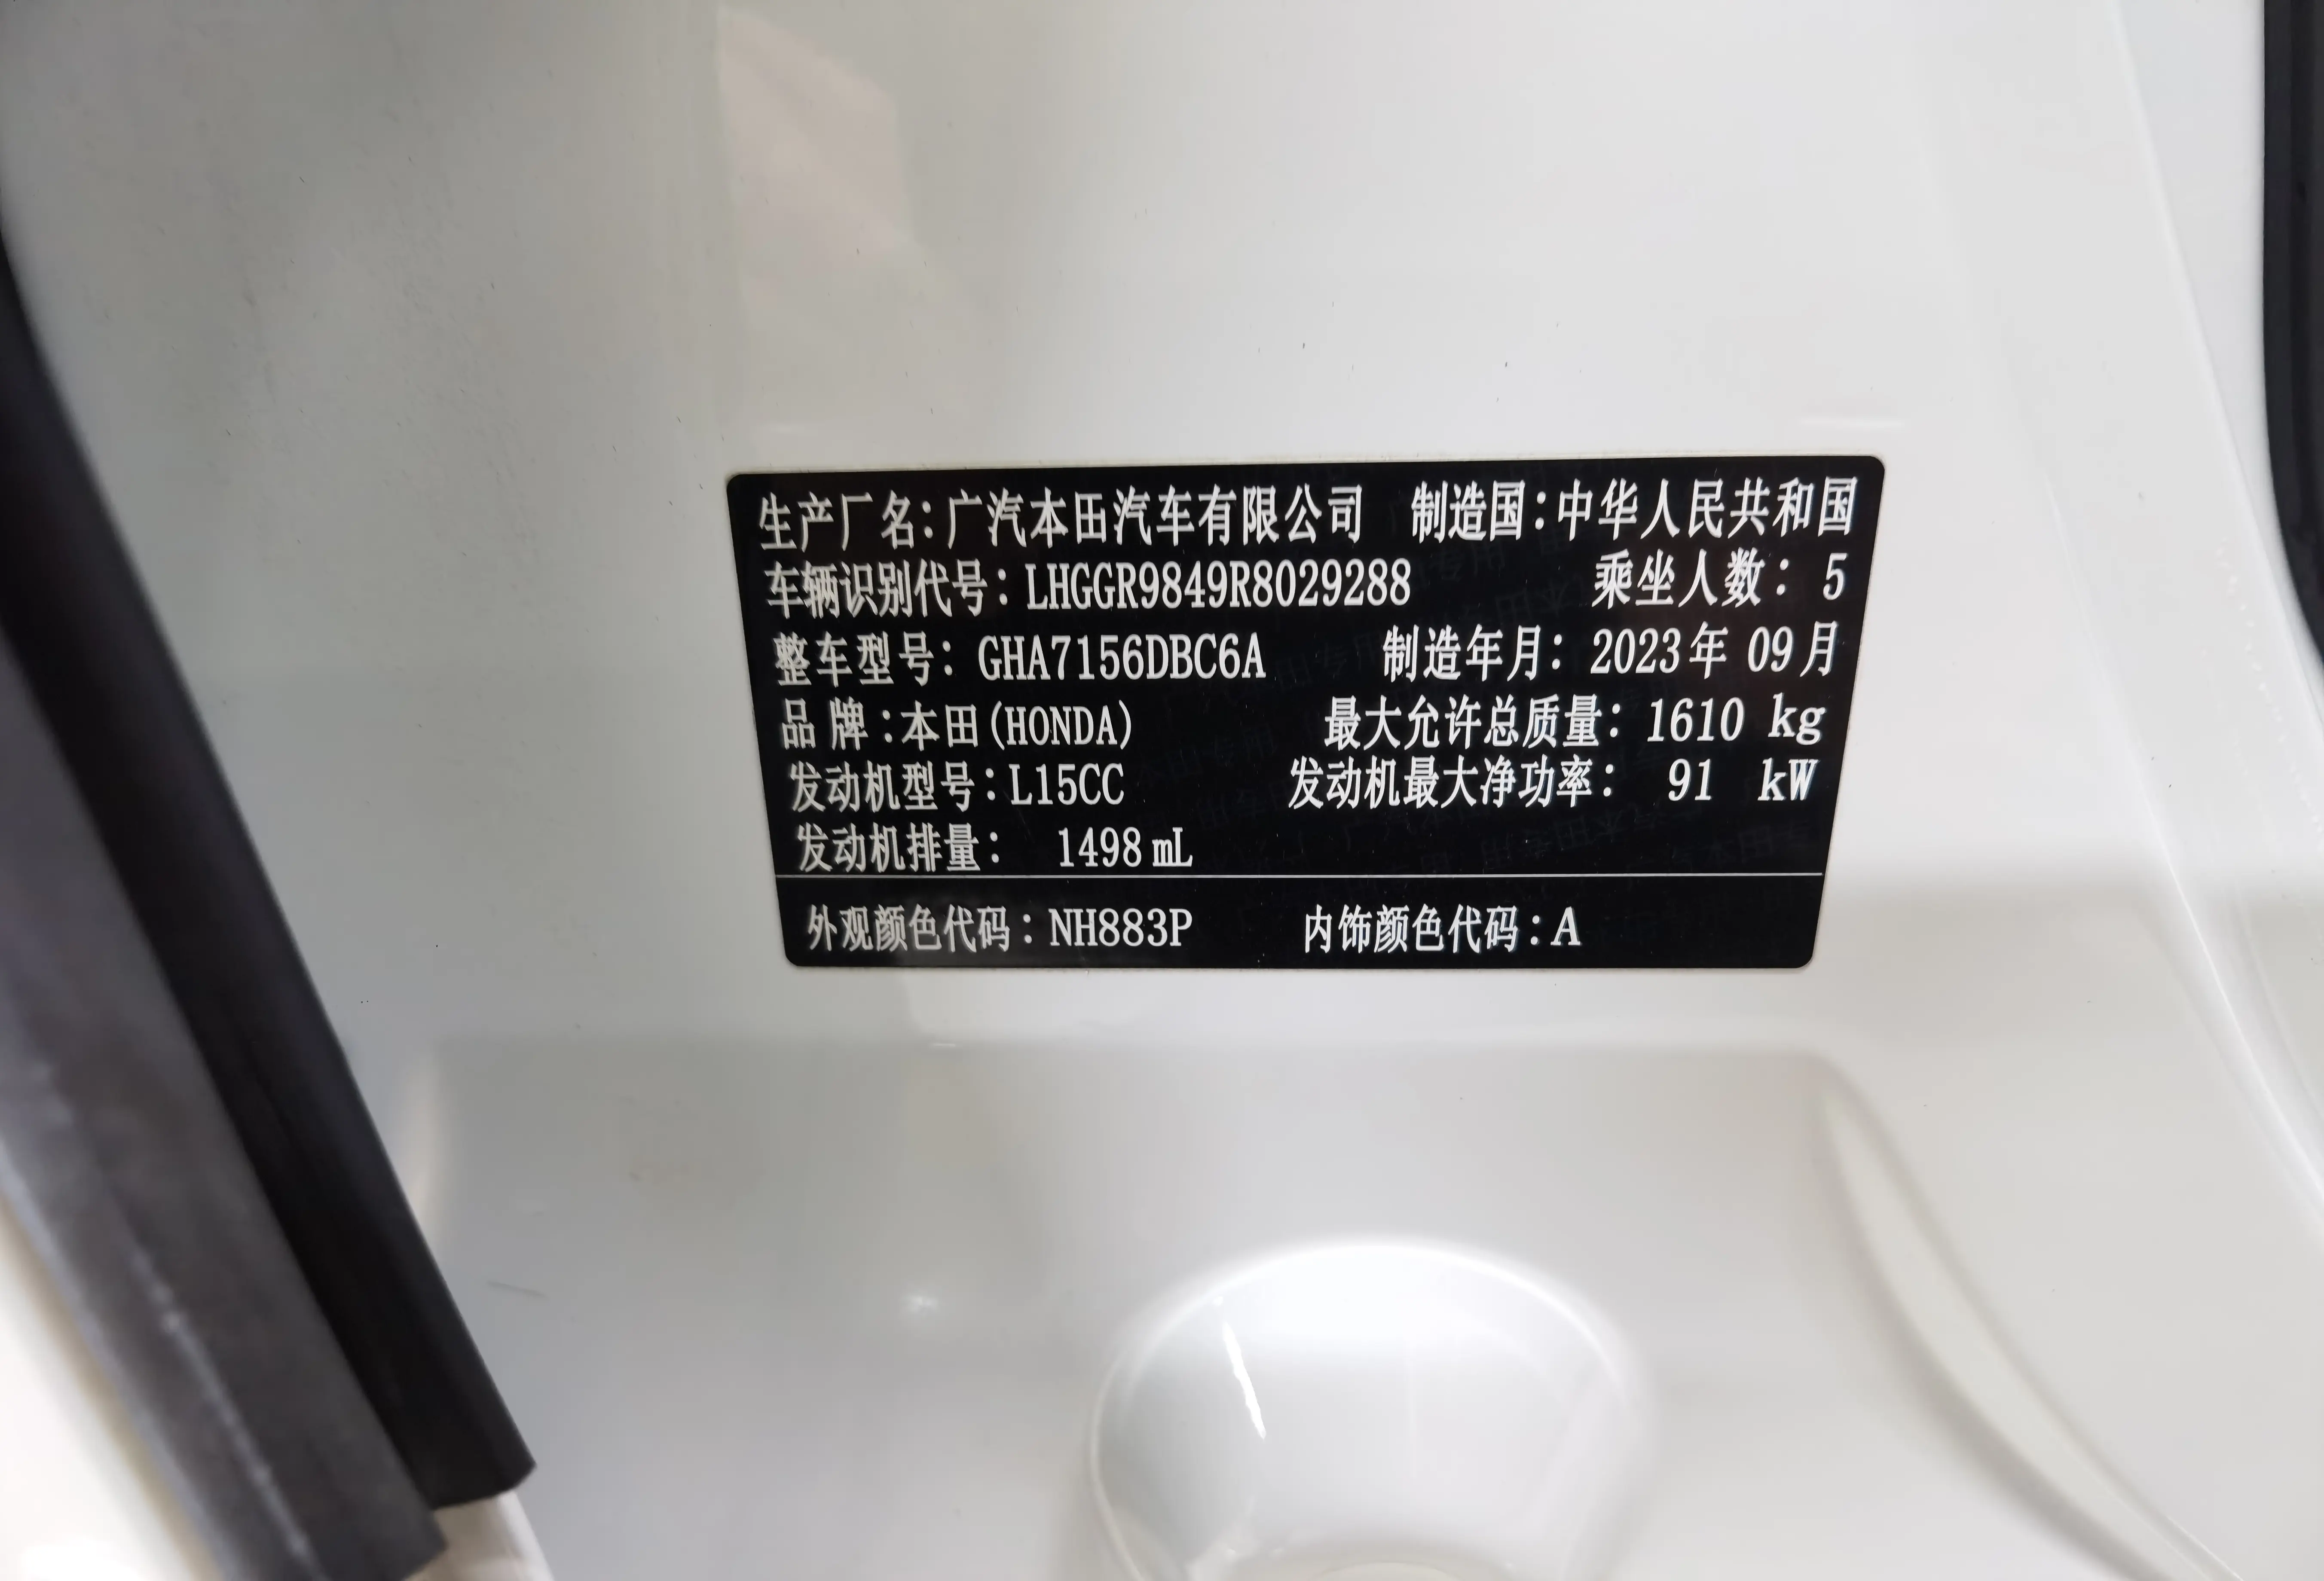 生产厂名：广汽本田汽车有限公司 制造国：中华人民共和国
车辆识别代号：LHGGR9849R8029288 乘坐人数：5
整车型号：GHA7156DBC6A 制造年月：2023年09月
品牌：本田(HONDA) 最大允许总质量：1610 kg
发动机型号：L15CC 发动机最大净功率：91 kW
发动机排量：1498 mL
外观颜色代码：NH883P 内饰颜色代码：A